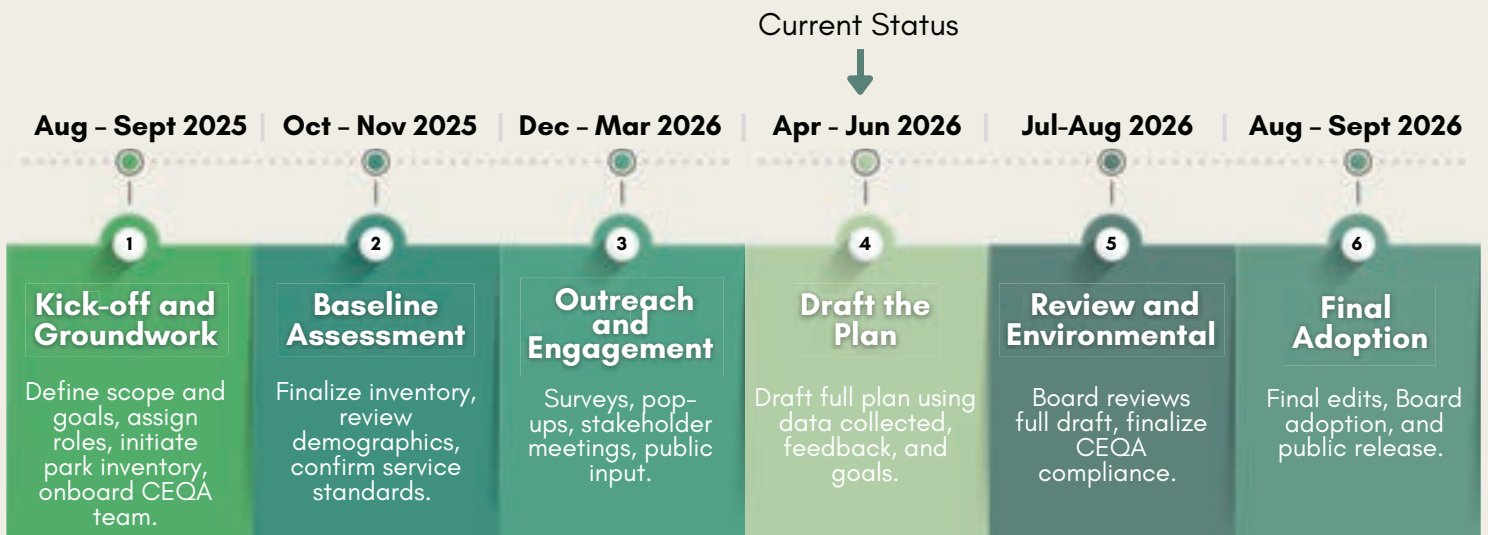 Current Status
Aug – Sept 2025
Oct – Nov 2025
Dec – Mar 2026
Apr - Jun 2026
Jul-Aug 2026
Aug – Sept 2026
1
Kick-off and
Groundwork
Define scope and
goals, assign
roles, initiate
park inventory,
onboard CEQA
team.
2
Baseline
Assessment
Finalize inventory,
review
demographics,
confirm service
standards.
3
Outreach
and
Engagement
Surveys, pop-
ups, stakeholder
meetings, public
input.
4
Draft the
Plan
Draft full plan using
data collected,
feedback, and
goals.
5
Review and
Environmental
Board reviews
full draft, finalize
CEQA
compliance.
6
Final
Adoption
Final edits, Board
adoption, and
public release.